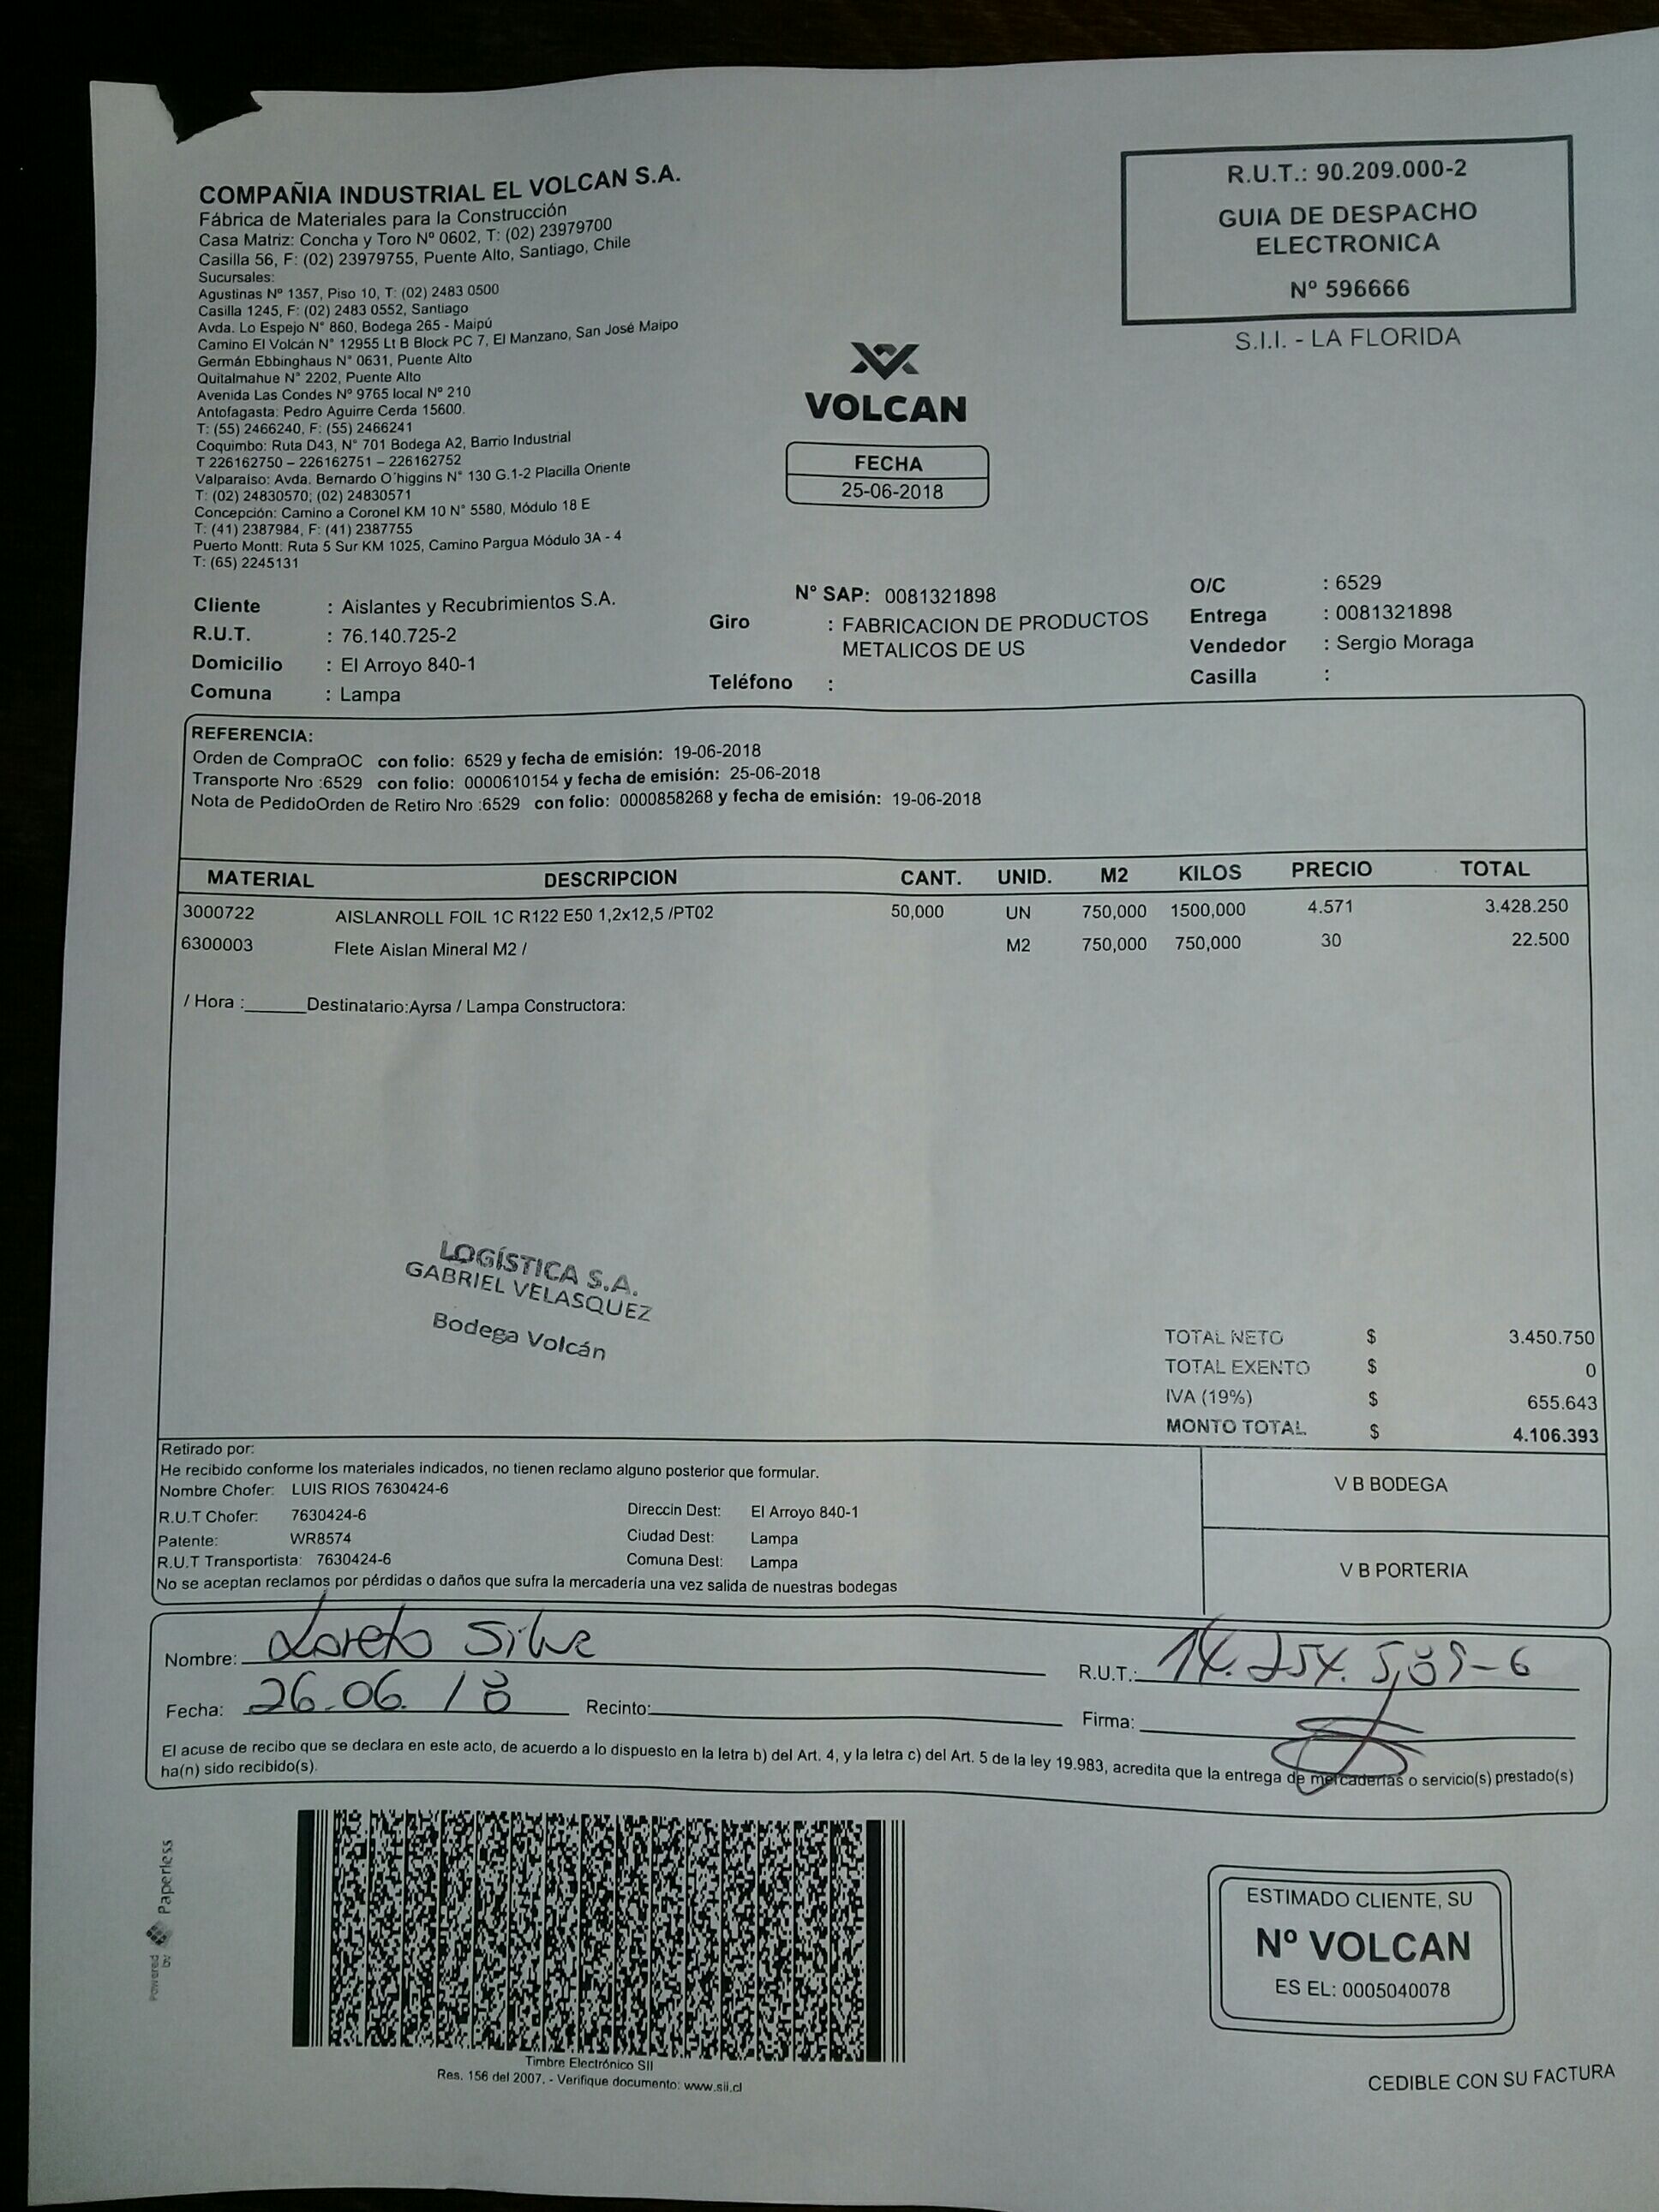 COMPAÑIA INDUSTRIAL EL VOLCAN S.A.
Fábrica de Materiales para la Construcción
Casa Matriz: Concha y Toro Nº 0602, T: (02) 23979700
Casilla 56, F: (02) 23979755, Puente Alto, Santiago, Chile
Sucursales:
Agustinas Nº 1357, Piso 10, T: (02) 2483 0500
Casilla 1245, F: (02) 2483 0552, Santiago
Avda. Lo Espejo N° 860, Bodega 265 - Maipú
Camino El Volcán N° 12955 Lt B Block PC 7, El Manzano, San José Maipo
Germán Ebbinghaus N° 0631, Puente Alto
Quitalmahue N° 2202, Puente Alto
Avenida Las Condes Nº 9765 local Nº 210
Antofagasta: Pedro Aguirre Cerda 15600.
T: (55) 2466240, F: (55) 2466241
Coquimbo: Ruta D43, N° 701 Bodega A2, Barrio Industrial
T 226162750 – 226162751 – 226162752
Valparaíso: Avda. Bernardo O´higgins N° 130 G.1-2 Placilla Oriente
T: (02) 24830570; (02) 24830571
Concepción: Camino a Coronel KM 10 N° 5580, Módulo 18 E
T: (41) 2387984, F: (41) 2387755
Puerto Montt: Ruta 5 Sur KM 1025, Camino Pargua Módulo 3A - 4
T: (65) 2245131
R.U.T.: 90.209.000-2
GUIA DE DESPACHO
ELECTRONICA
Nº 596666
S.I.I. - LA FLORIDA
VOLCAN
FECHA
25-06-2018
Cliente : Aislantes y Recubrimientos S.A.
R.U.T. : 76.140.725-2
Domicilio : El Arroyo 840-1
Comuna : Lampa
N° SAP: 0081321898
Giro : FABRICACION DE PRODUCTOS
METALICOS DE US
Teléfono :
O/C : 6529
Entrega : 0081321898
Vendedor : Sergio Moraga
Casilla :
REFERENCIA:
Orden de CompraOC con folio: 6529 y fecha de emisión: 19-06-2018
Transporte Nro :6529 con folio: 0000610154 y fecha de emisión: 25-06-2018
Nota de PedidoOrden de Retiro Nro :6529 con folio: 0000858268 y fecha de emisión: 19-06-2018
MATERIAL DESCRIPCION CANT. UNID. M2 KILOS PRECIO TOTAL
3000722 AISLANROLL FOIL 1C R122 E50 1,2x12,5 /PT02 50,000 UN 750,000 1500,000 4.571 3.428.250
6300003 Flete Aislan Mineral M2 / M2 750,000 750,000 30 22.500
/ Hora :______Destinatario:Ayrsa / Lampa Constructora:
LOGÍSTICA S.A.
GABRIEL VELASQUEZ
Bodega Volcán
TOTAL NETO $ 3.450.750
TOTAL EXENTO $ 0
IVA (19%) $ 655.643
MONTO TOTAL $ 4.106.393
Retirado por:
He recibido conforme los materiales indicados, no tienen reclamo alguno posterior que formular.
Nombre Chofer: LUIS RIOS 7630424-6
R.U.T Chofer: 7630424-6 Direccin Dest: El Arroyo 840-1
Patente: WR8574 Ciudad Dest: Lampa
R.U.T Transportista: 7630424-6 Comuna Dest: Lampa
No se aceptan reclamos por pérdidas o daños que sufra la mercadería una vez salida de nuestras bodegas
V B BODEGA
V B PORTERIA
Nombre: Loreto Silva R.U.T.:
Fecha: 26.06.18 Recinto: Firma:
El acuse de recibo que se declara en este acto, de acuerdo a lo dispuesto en la letra b) del Art. 4, y la letra c) del Art. 5 de la ley 19.983, acredita que la entrega de mercaderías o servicio(s) prestado(s)
ha(n) sido recibido(s).
Powered by Paperless
Timbre Electrónico SII
Res. 156 del 2007. - Verifique documento: www.sii.cl
ESTIMADO CLIENTE, SU
Nº VOLCAN
ES EL: 0005040078
CEDIBLE CON SU FACTURA